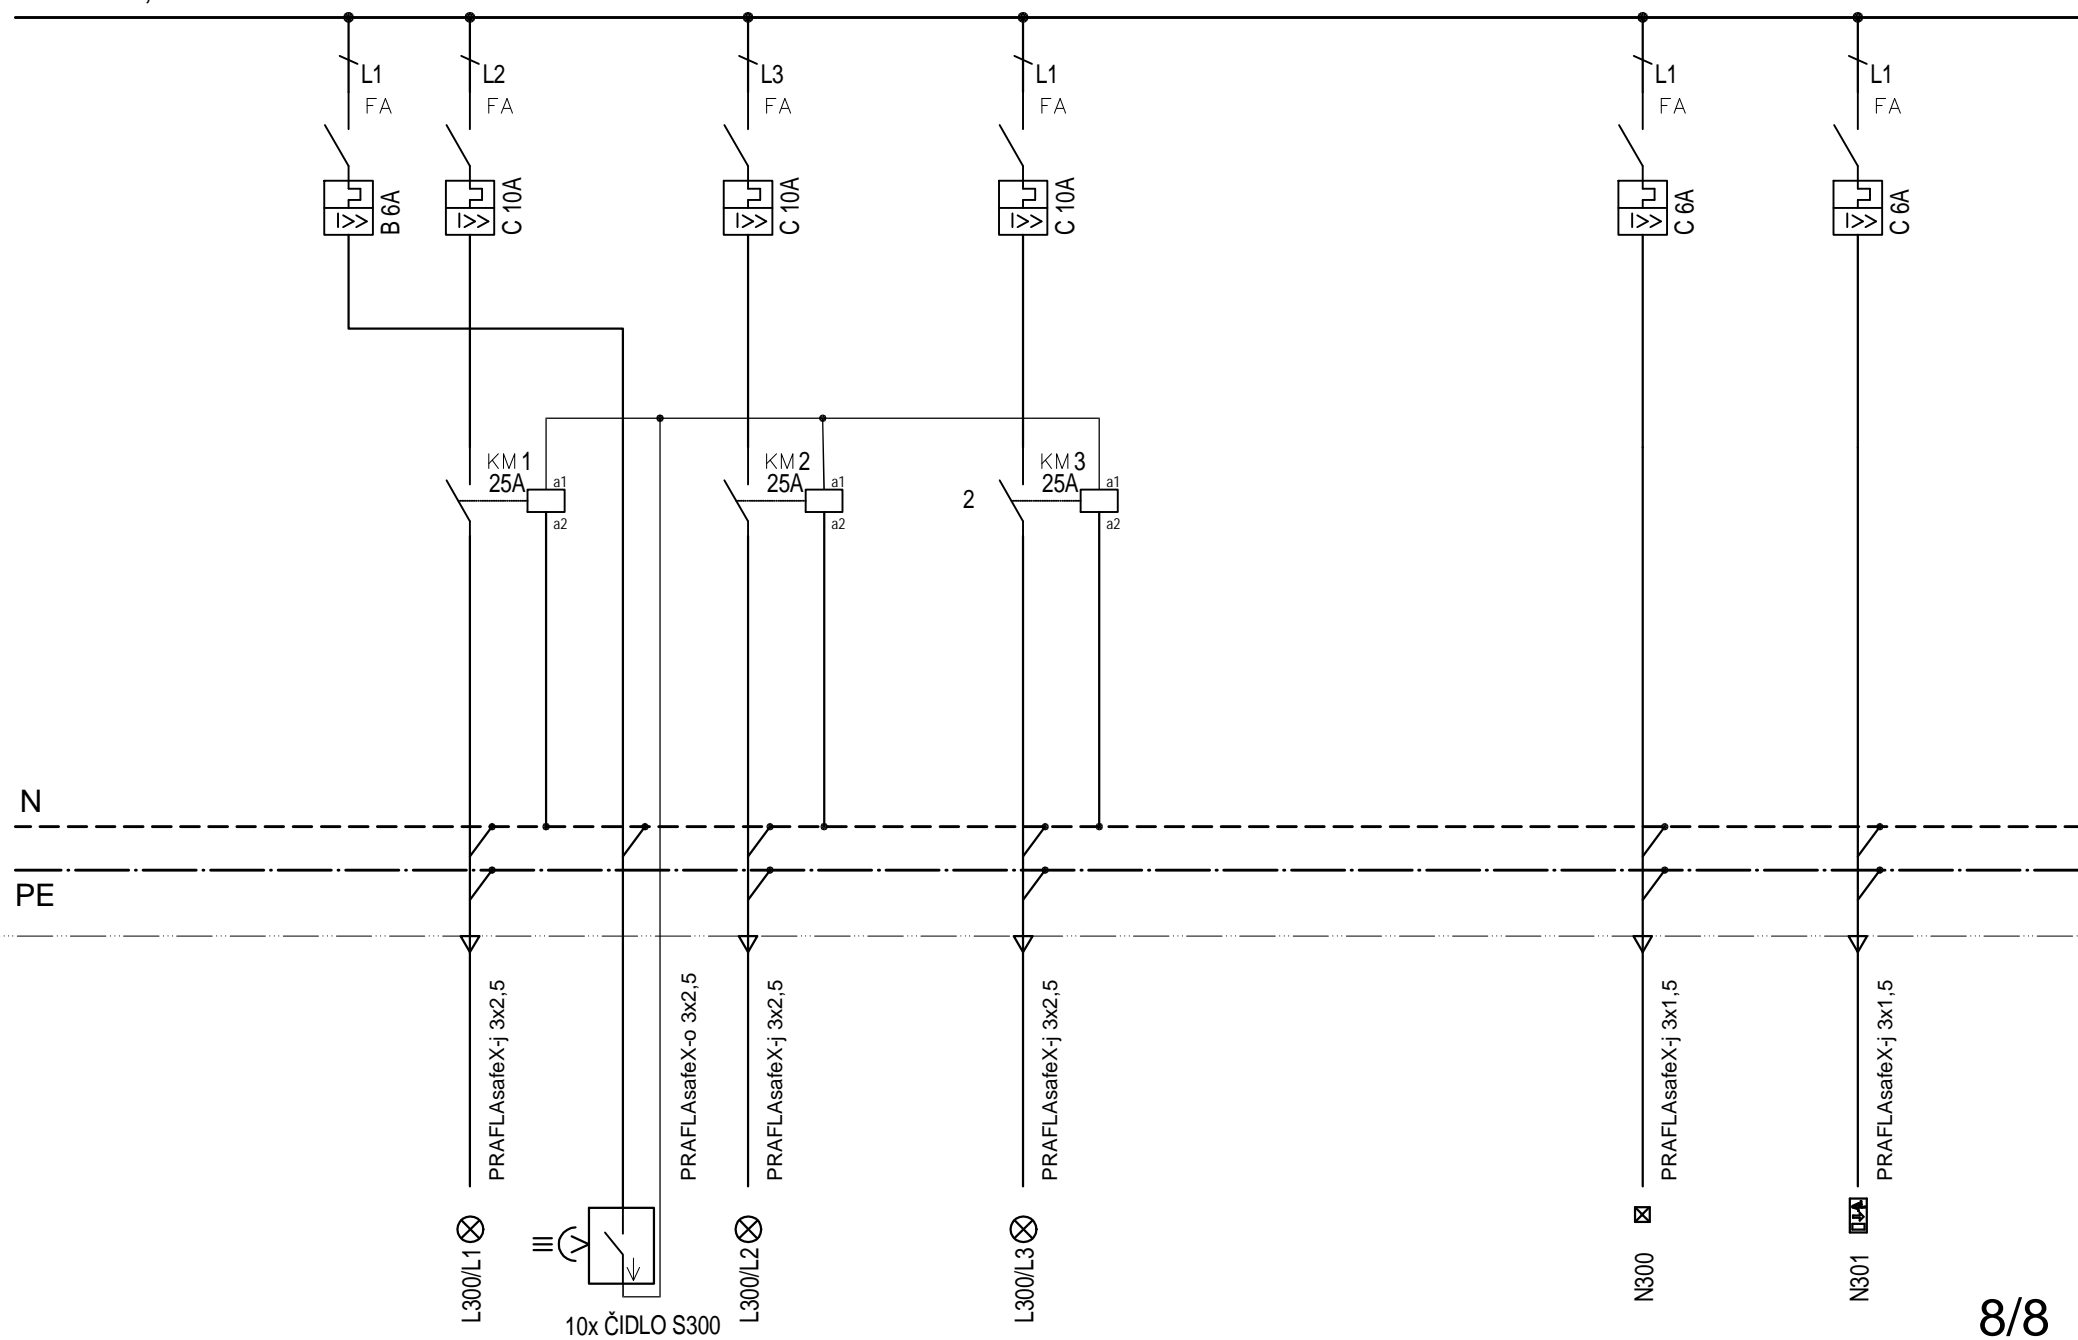 L1
L2
L3
L1
L1
L1
FA
FA
FA
FA
FA
FA
B 6A
I>>
C 10A
I>>
C 10A
I>>
C 10A
I>>
C 6A
I>>
C 6A
I>>
KM 1
25A
a1
a2
KM 2
25A
a1
a2
2
KM 3
25A
a1
a2
N
PE
PRAFLAsafeX-j 3x2,5
PRAFLAsafeX-o 3x2,5
PRAFLAsafeX-j 3x2,5
PRAFLAsafeX-j 3x2,5
PRAFLAsafeX-j 3x1,5
PRAFLAsafeX-j 3x1,5
L300/L1
10x ČIDLO S300
L300/L2
L300/L3
N300
N301
8/8